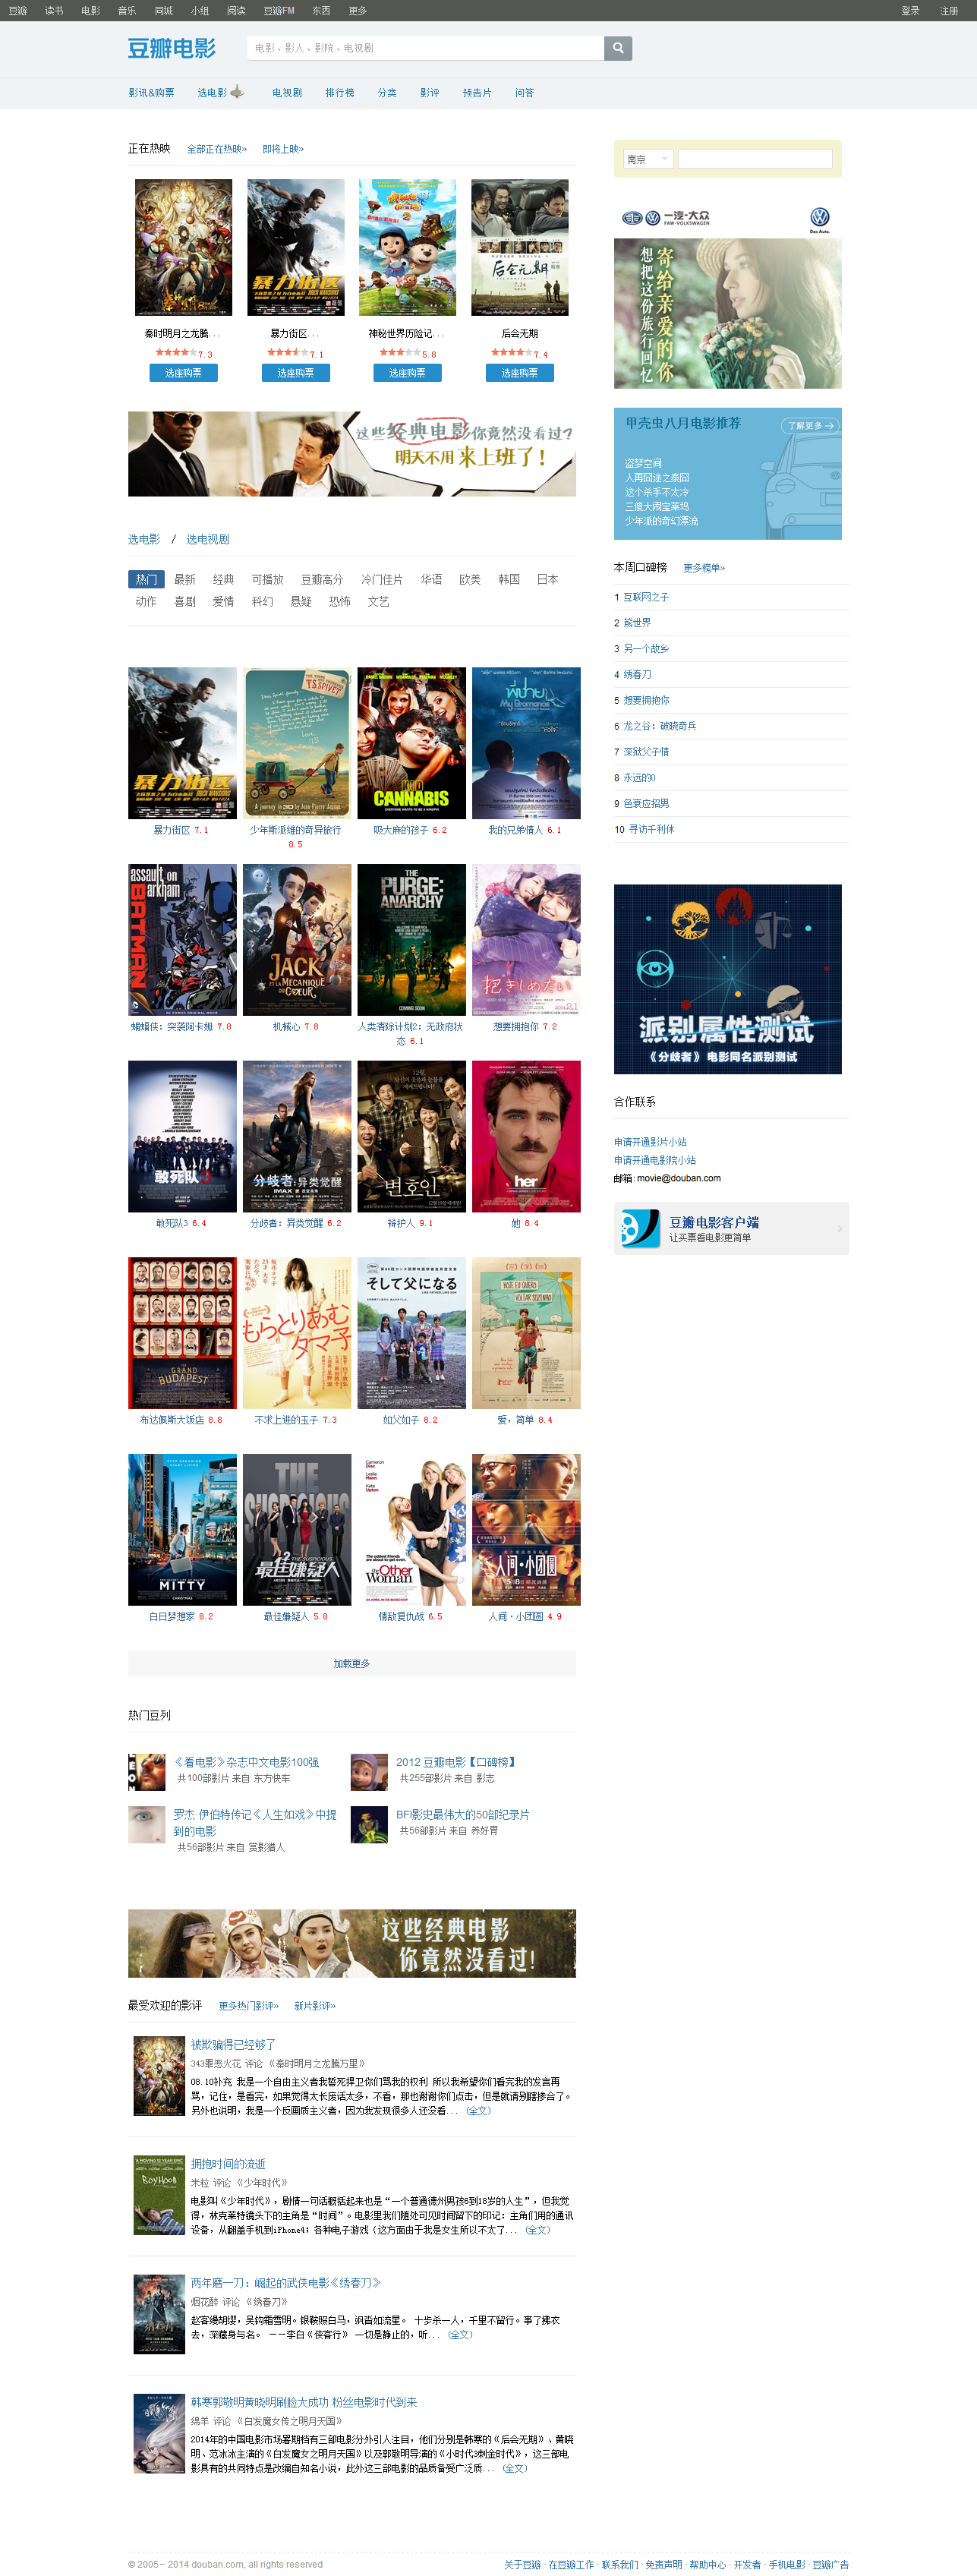 豆瓣 读书 电影 音乐 同城 小组 阅读 豆瓣FM 东西 更多 登录 注册
豆瓣电影
电影、影人、影院、电视剧
影讯&购票 选电影 电视剧 排行榜 分类 影评 预告片 问答
正在热映 全部正在热映» 即将上映»
秦时明月之龙腾... 暴力街区... 神秘世界历险记... 后会无期
7.3 7.1 5.8 7.4
选座购票 选座购票 选座购票 选座购票
这些经典电影你竟然没看过?
明天不用来上班了!
选电影 / 选电视剧
热门 最新 经典 可播放 豆瓣高分 冷门佳片 华语 欧美 韩国 日本
动作 喜剧 爱情 科幻 悬疑 恐怖 文艺
暴力街区 7.1
少年斯派维的奇异旅行 8.5
吸大麻的孩子 6.2
我的兄弟情人 6.1
蝙蝠侠：突袭阿卡姆 7.8
机械心 7.8
人类清除计划2：无政府状态 6.1
想要拥抱你 7.2
敢死队3 6.4
分歧者：异类觉醒 6.2
辩护人 9.1
她 8.4
布达佩斯大饭店 8.8
不求上进的玉子 7.3
如父如子 8.2
爱，简单 8.4
白日梦想家 8.2
最佳嫌疑人 5.8
情敌复仇战 6.5
人间·小团圆 4.9
加载更多
热门豆列
《看电影》杂志中文电影100强
共100部影片 来自 东方快车
2012 豆瓣电影【口碑榜】
共255部影片 来自 影志
罗杰·伊伯特传记《人生如戏》中提到的电影
共56部影片 来自 赏影猎人
BFI影史最伟大的50部纪录片
共56部影片 来自 养好胃
这些经典电影
你竟然没看过!
最受欢迎的影评 更多热门影评» 新片影评»
被欺骗得已经够了
343罪恶火花 评论 《秦时明月之龙腾万里》
08.10补充 我是一个自由主义者我誓死捍卫你们骂我的权利 所以我希望你们看完我的发言再
骂，记住，是看完，如果觉得太长废话太多，不看，那也谢谢你们点击，但是就请别瞎掺合了。
另外也说明，我是一个反画质主义者，因为我发现很多人还没看... (全文)
拥抱时间的流逝
米粒 评论 《少年时代》
电影叫《少年时代》，剧情一句话概括起来也是“一个普通德州男孩6到18岁的人生”，但我觉
得，林克莱特镜头下的主角是“时间”。电影里我们随处可见时间留下的印记：主角们用的通讯
设备，从翻盖手机到iPhone4；各种电子游戏（这方面由于我是女生所以不太了... (全文)
两年磨一刀：崛起的武侠电影《绣春刀》
烟花醉 评论 《绣春刀》
赵客缦胡缨，吴钩霜雪明。银鞍照白马，飒沓如流星。 十步杀一人，千里不留行。事了拂衣
去，深藏身与名。 ——李白《侠客行》 一切是静止的，听... (全文)
韩寒郭敬明黄晓明刷脸大成功 粉丝电影时代到来
绵羊 评论 《白发魔女传之明月天国》
2014年的中国电影市场暑期档有三部电影分外引人注目，他们分别是韩寒的《后会无期》、黄晓
明、范冰冰主演的《白发魔女之明月天国》以及郭敬明导演的《小时代3刺金时代》，这三部电
影具有的共同特点是改编自知名小说，此外这三部电影的品质备受广泛质... (全文)
南京
一汽-大众
FAW-VOLKSWAGEN
Das Auto.
寄给亲爱的你
想把这份旅行回忆
甲壳虫八月电影推荐
了解更多
盗梦空间
人再囧途之泰囧
这个杀手不太冷
三傻大闹宝莱坞
少年派的奇幻漂流
本周口碑榜 更多榜单»
1 互联网之子
2 熊世界
3 另一个故乡
4 绣春刀
5 想要拥抱你
6 龙之谷：破晓奇兵
7 深狱父子情
8 永远的0
9 色衰应招男
10 寻访千利休
派别属性测试
《分歧者》电影同名派别测试
合作联系
申请开通影片小站
申请开通电影院小站
邮箱：movie@douban.com
豆瓣电影客户端
让买票看电影更简单
© 2005－2014 douban.com, all rights reserved
关于豆瓣 · 在豆瓣工作 · 联系我们 · 免责声明 · 帮助中心 · 开发者 · 手机电影 · 豆瓣广告